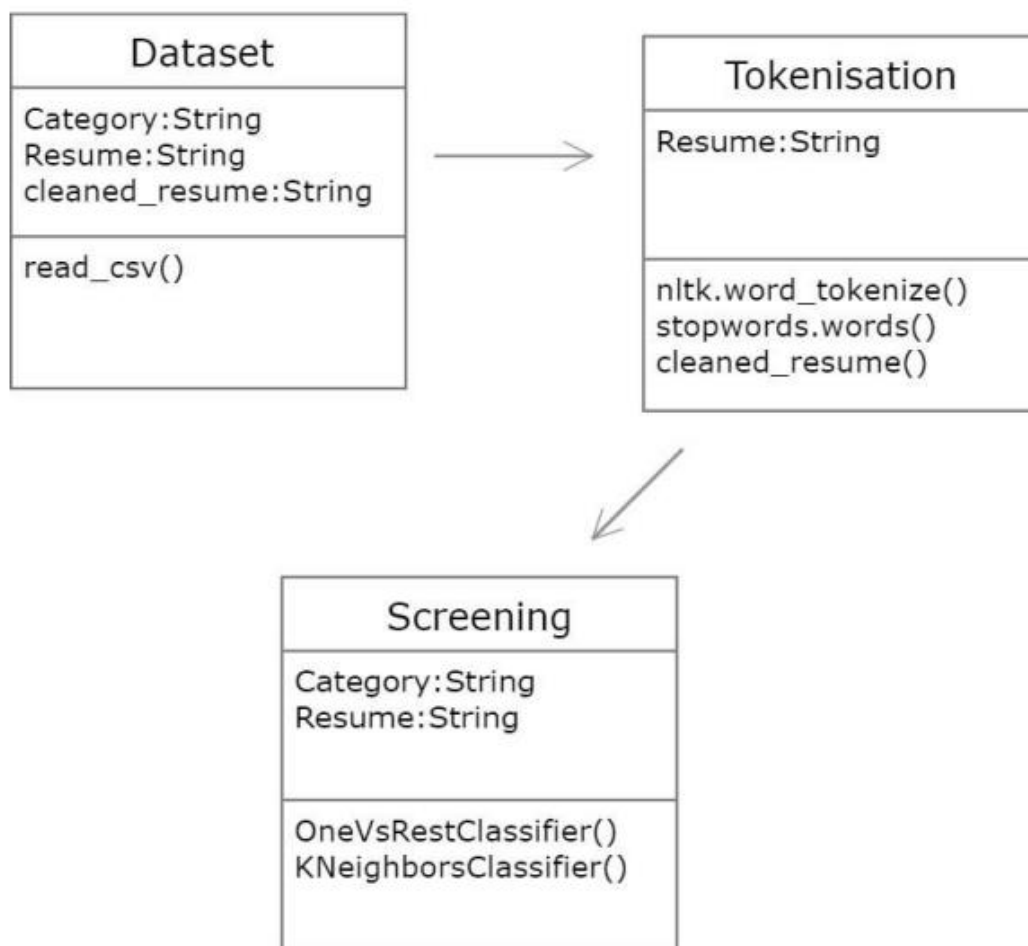 Dataset
Category:String
Resume:String
cleaned_resume:String
read_csv()
Tokenisation
Resume:String
nltk.word_tokenize()
stopwords.words()
cleaned_resume()
Screening
Category:String
Resume:String
OneVsRestClassifier()
KNeighborsClassifier()